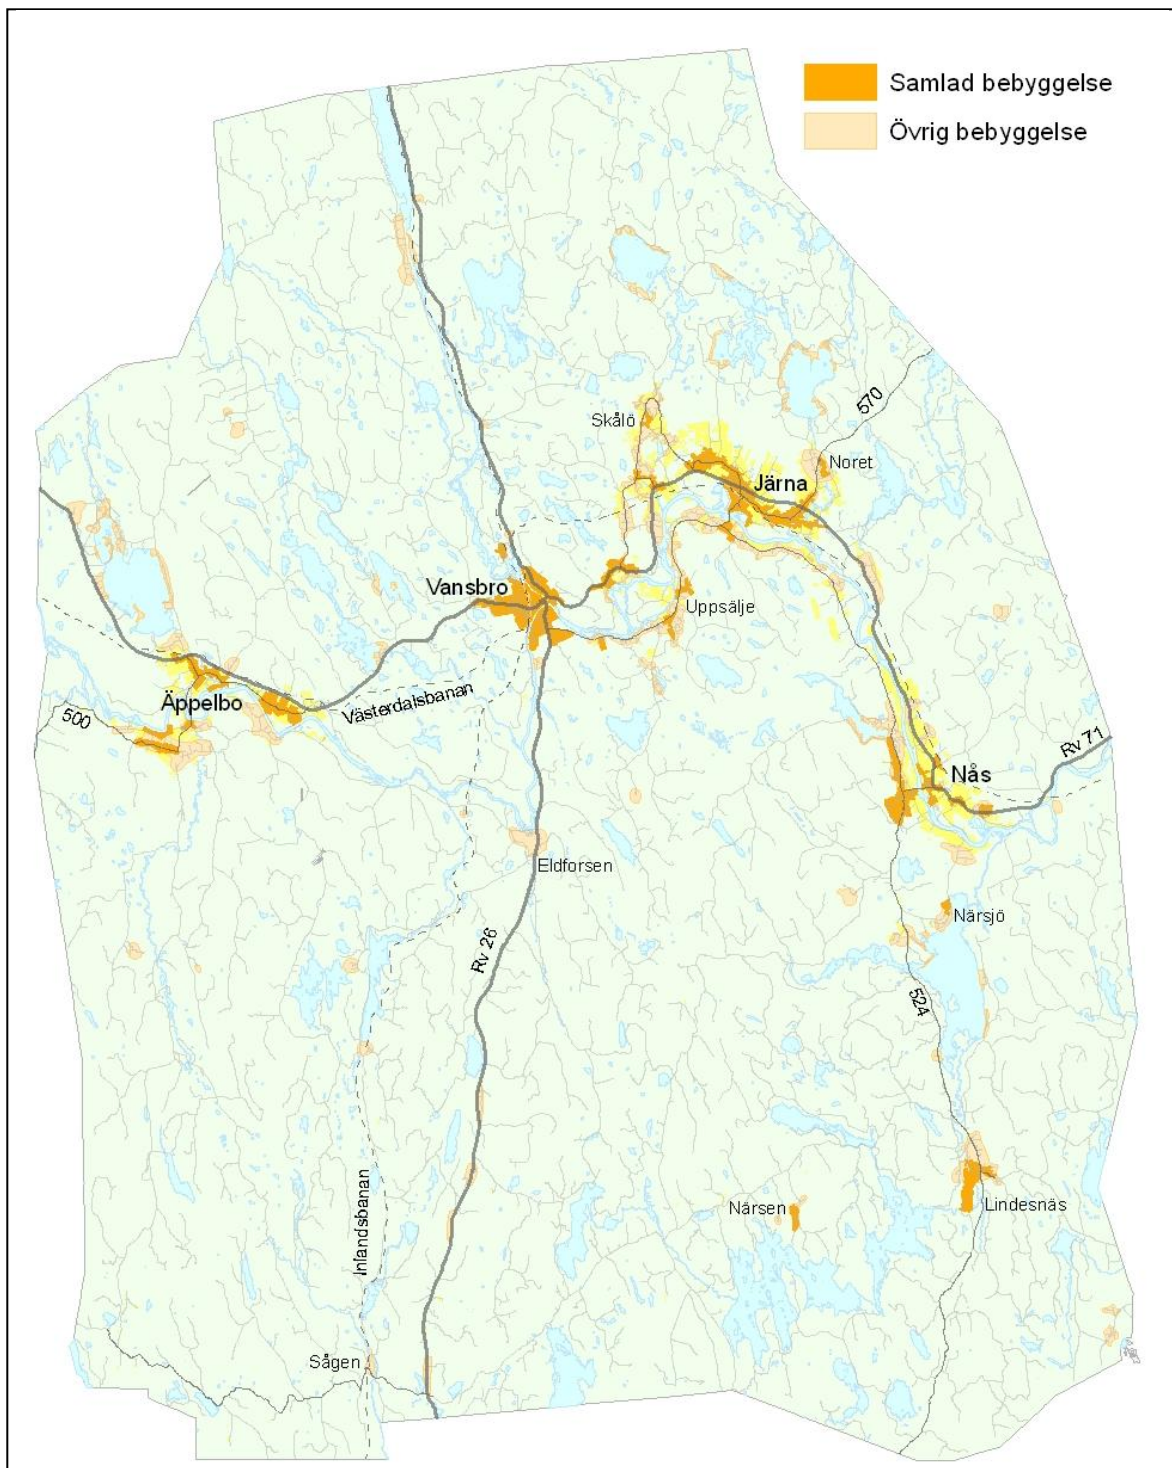 Samlad bebyggelse
Övrig bebyggelse
570
Skålö
Noret
Järna
Vansbro
Uppsälje
Äppelbo
Västerdalsbanan
500
Rv 71
Nås
Eldforsen
Närsjö
Rv 26
524
Inlandsbanan
Närsen
Lindesnäs
Sågen